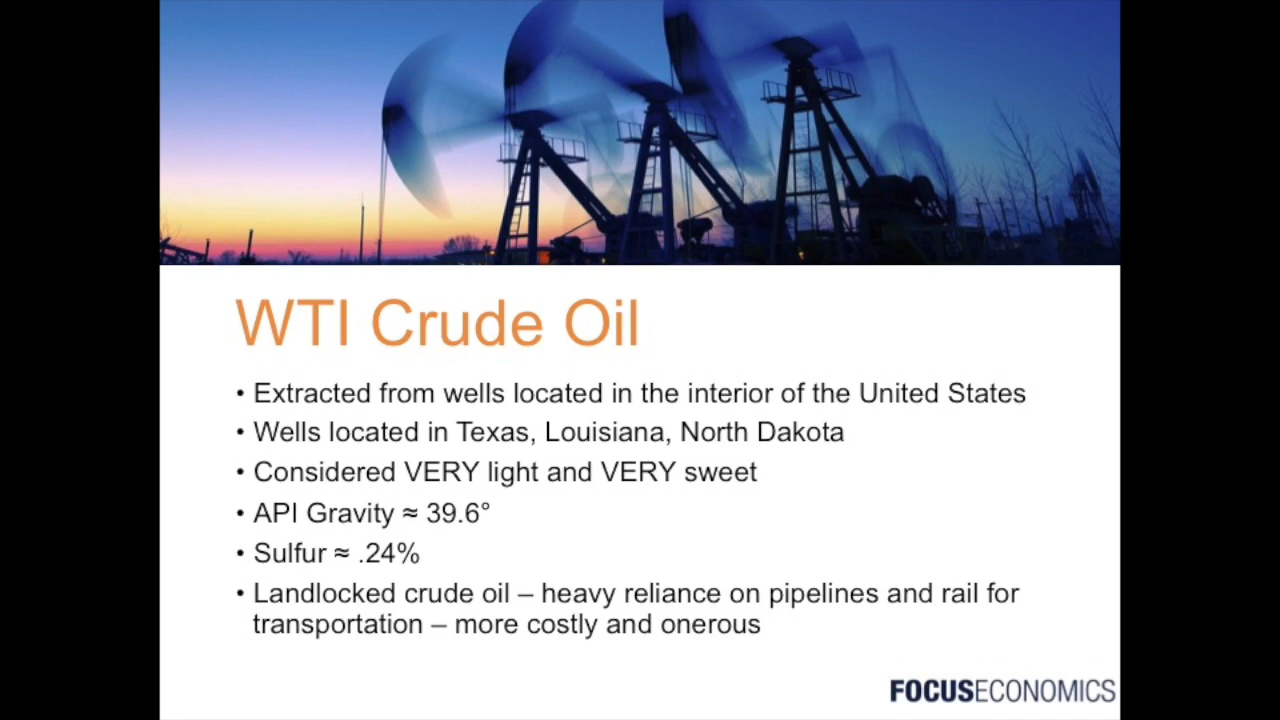 WTI Crude Oil
• Extracted from wells located in the interior of the United States
• Wells located in Texas, Louisiana, North Dakota
• Considered VERY light and VERY sweet
• API Gravity ≈ 39.6°
• Sulfur ≈ .24%
• Landlocked crude oil – heavy reliance on pipelines and rail for
transportation – more costly and onerous
FOCUSECONOMICS